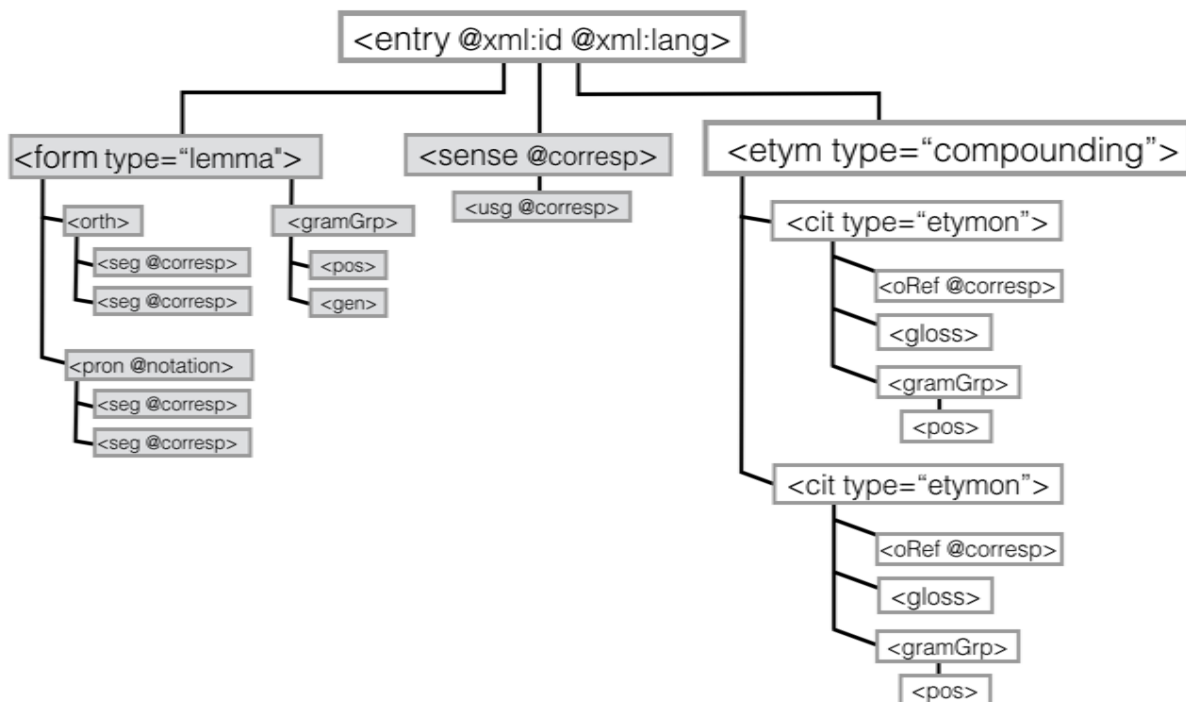 <entry @xml:id @xml:lang>
<form type=“lemma">
<orth>
<seg @corresp>
<seg @corresp>
<pron @notation>
<seg @corresp>
<seg @corresp>
<gramGrp>
<pos>
<gen>
<sense @corresp>
<usg @corresp>
<etym type=“compounding”>
<cit type=“etymon”>
<oRef @corresp>
<gloss>
<gramGrp>
<pos>
<cit type=“etymon”>
<oRef @corresp>
<gloss>
<gramGrp>
<pos>